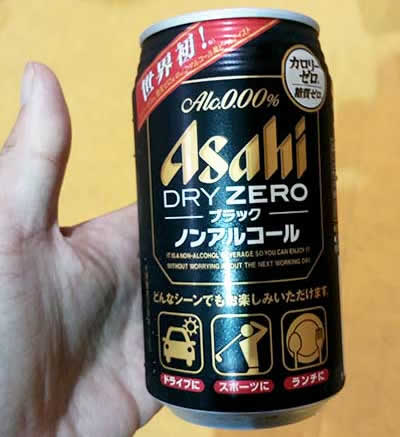 世界初!
カロリー
ゼロ
糖質ゼロ
Alc.0.00%
Asahi
DRY ZERO
ブラック
ノンアルコール
IT IS A NON-ALCOHOL BEVERAGE SO YOU CAN ENJOY IT
WITHOUT WORRYING ABOUT THE NEXT WORKING DAY
どんなシーンでもお楽しみいただけます。
ドライブに
スポーツに
ランチに